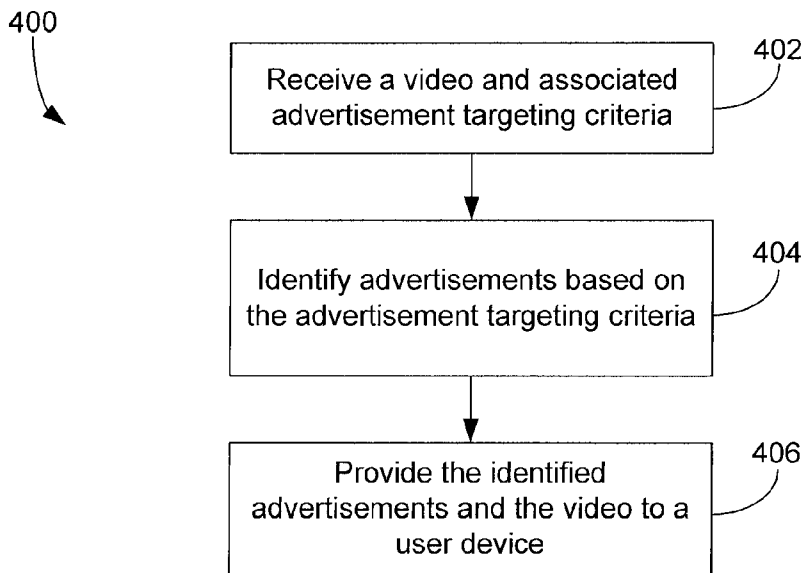 400
402
Receive a video and associated
advertisement targeting criteria
404
Identify advertisements based on
the advertisement targeting criteria
406
Provide the identified
advertisements and the video to a
user device